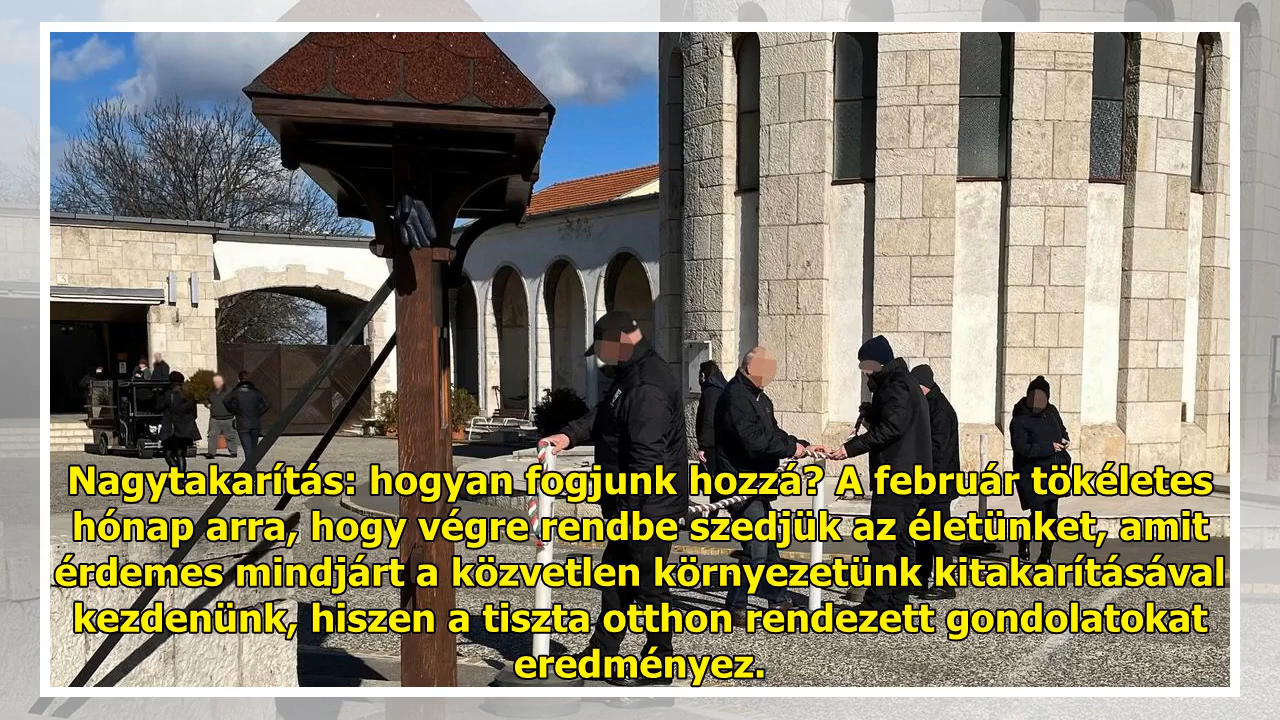 Nagytakarítás: hogyan fogjunk hozzá? A február tökéletes
hónap arra, hogy végre rendbe szedjük az életünket, amit
érdemes mindjárt a közvetlen környezetünk kitakarításával
kezdenünk, hiszen a tiszta otthon rendezett gondolatokat
eredményez.